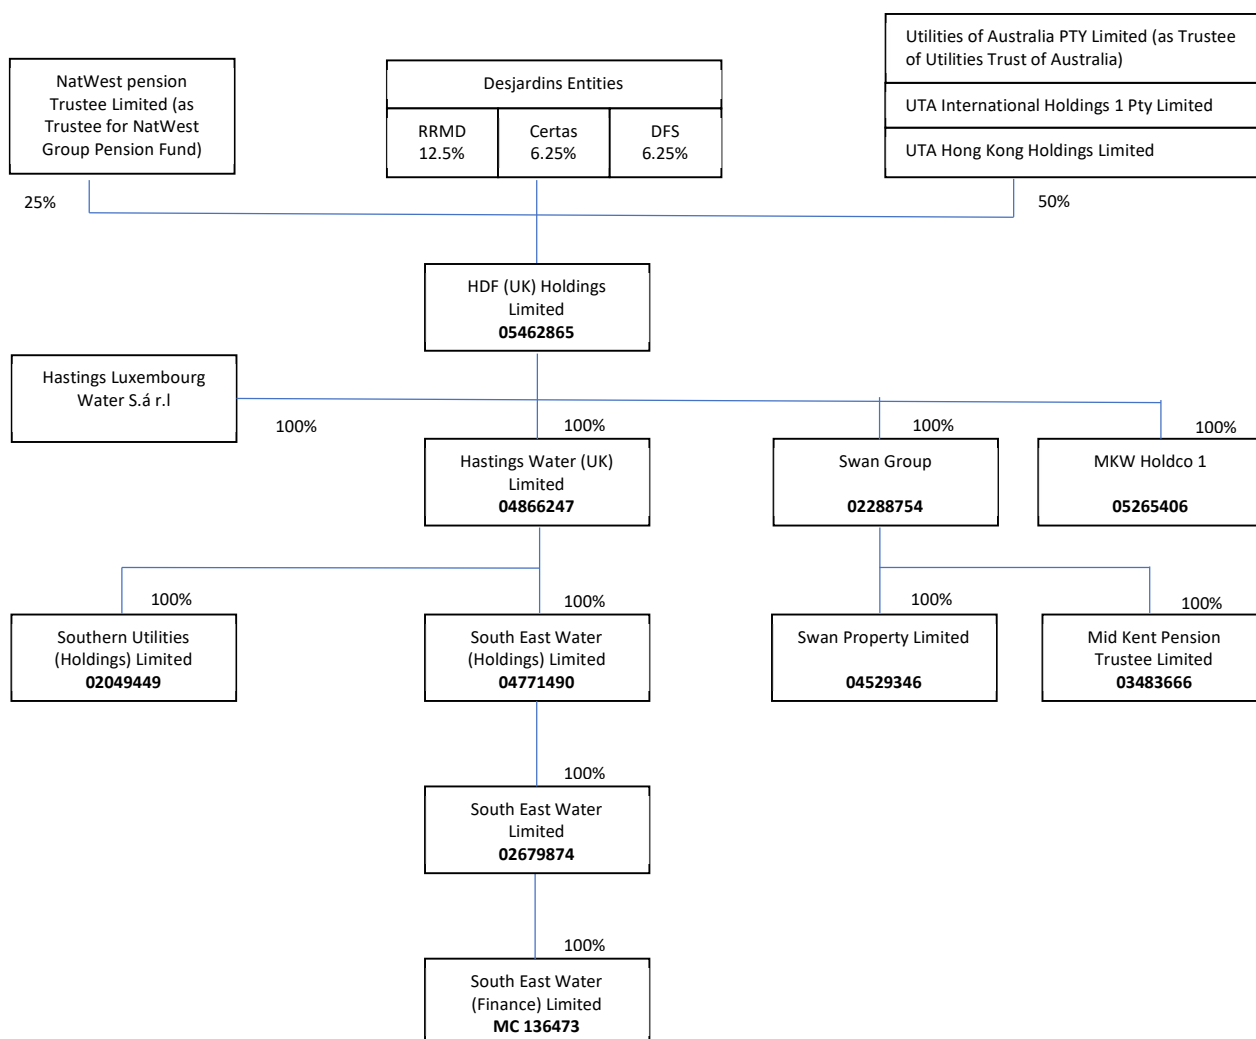 NatWest pension
Trustee Limited (as
Trustee for NatWest
Group Pension Fund)
Desjardins Entities
RRMD
12.5%
Certas
6.25%
DFS
6.25%
Utilities of Australia PTY Limited (as Trustee
of Utilities Trust of Australia)
UTA International Holdings 1 Pty Limited
UTA Hong Kong Holdings Limited
25%
50%
HDF (UK) Holdings
Limited
05462865
Hastings Luxembourg
Water S.á r.l
100%
100%
Hastings Water (UK)
Limited
04866247
100%
Swan Group
02288754
100%
MKW Holdco 1
05265406
100%
Southern Utilities
(Holdings) Limited
02049449
100%
South East Water
(Holdings) Limited
04771490
100%
Swan Property Limited
04529346
100%
Mid Kent Pension
Trustee Limited
03483666
100%
South East Water
Limited
02679874
100%
South East Water
(Finance) Limited
MC 136473